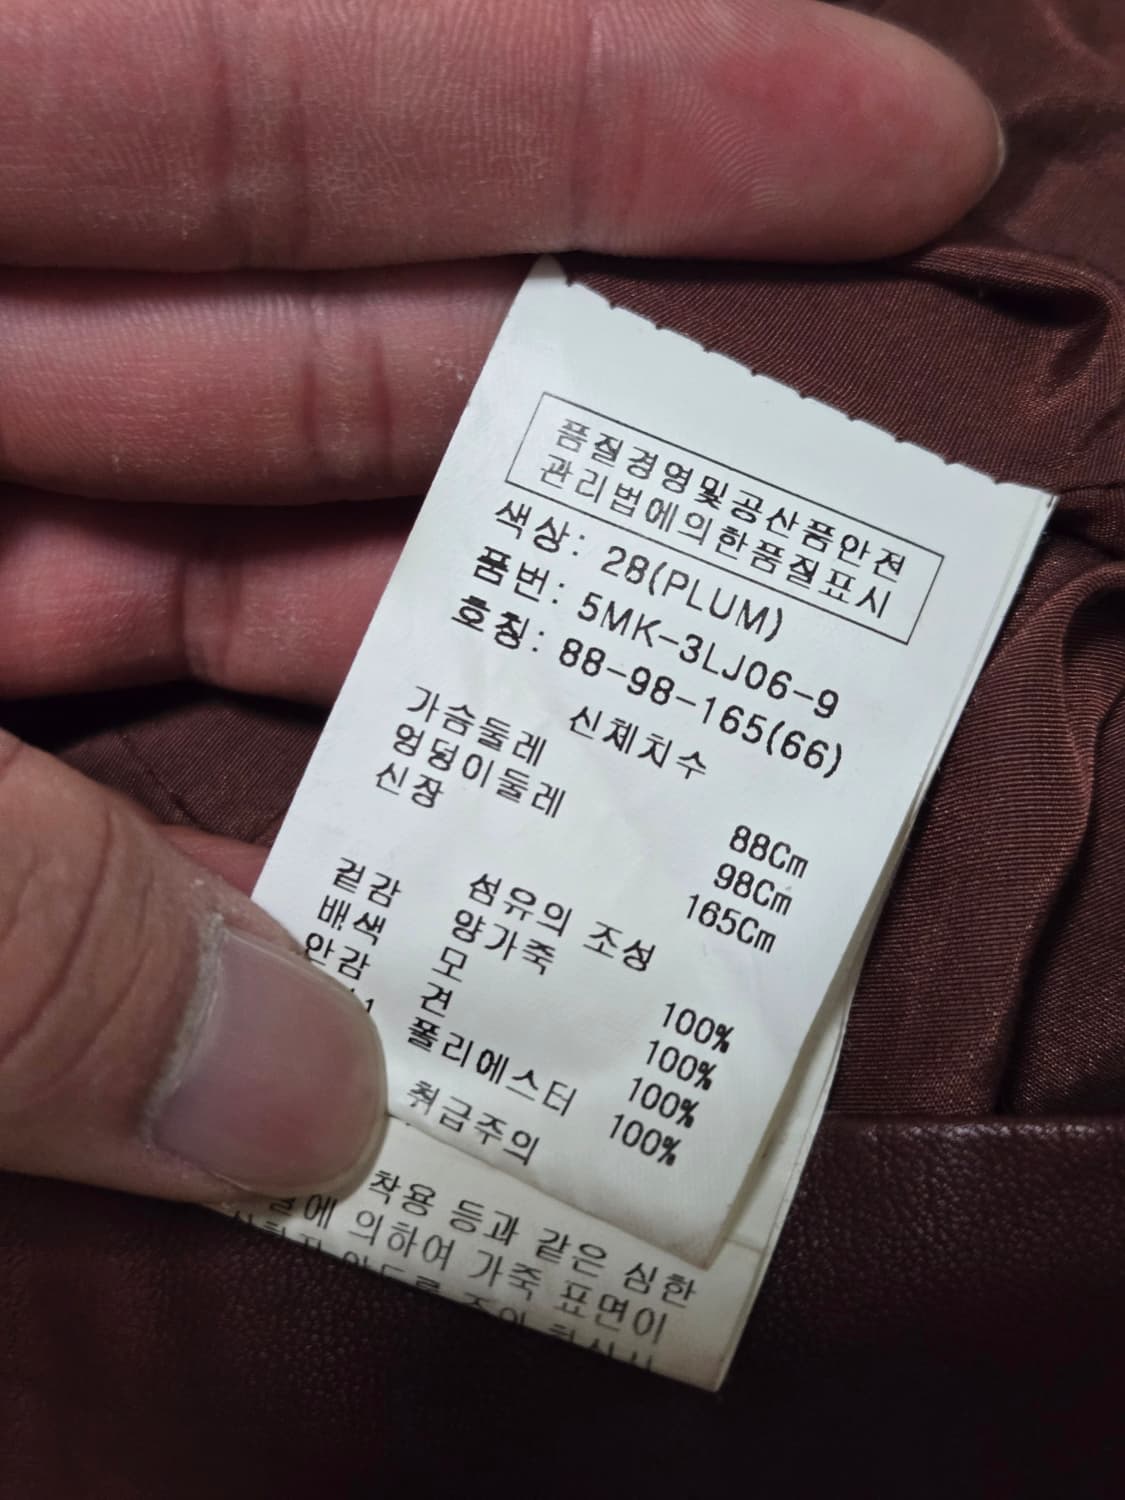 품질경영및공산품안전
관리법에의한품질표시
색상: 28(PLUM)
품번: 5MK-3LJ06-9
호칭: 88-98-165(66)
신체치수
가슴둘레 88Cm
엉덩이둘레 98Cm
신장 165Cm
섬유의 조성
겉감 양가죽 100%
배색 모 100%
안감 견 100%
폴리에스터 100%
취급주의
착용 등과 같은 심한
에 의하여 가죽 표면이